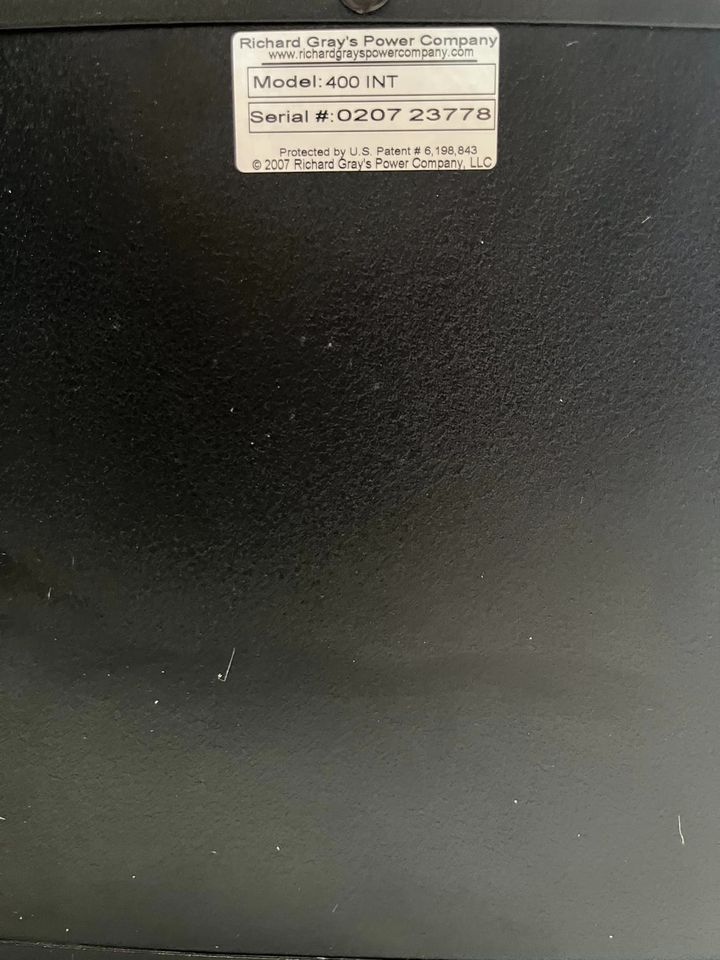 Richard Gray's Power Company
www.richardgrayspowercompany.com
Model: 400 INT
Serial #: 0207 23778
Protected by U.S. Patent # 6,198,843
© 2007 Richard Gray's Power Company, LLC